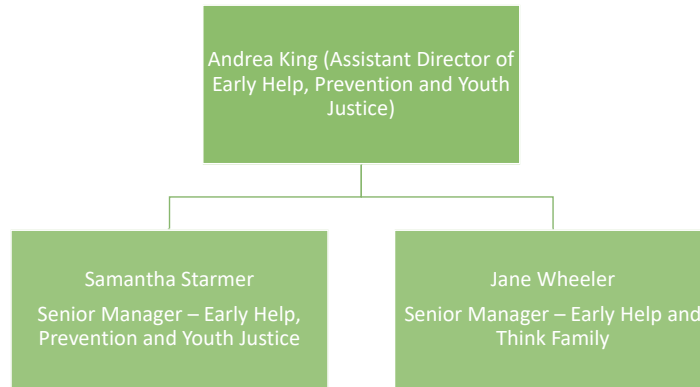 Andrea King (Assistant Director of
Early Help, Prevention and Youth
Justice)
Samantha Starmer
Senior Manager – Early Help,
Prevention and Youth Justice
Jane Wheeler
Senior Manager – Early Help and
Think Family